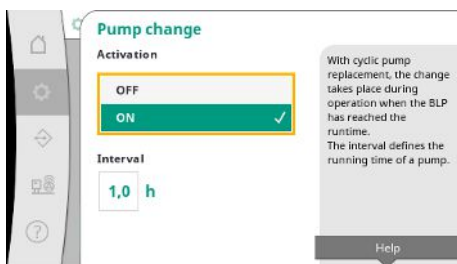 Pump change
Activation
OFF
ON
Interval
1,0 h
With cyclic pump
replacement, the change
takes place during
operation when the BLP
has reached the
runtime.
The interval defines the
running time of a pump.
Help